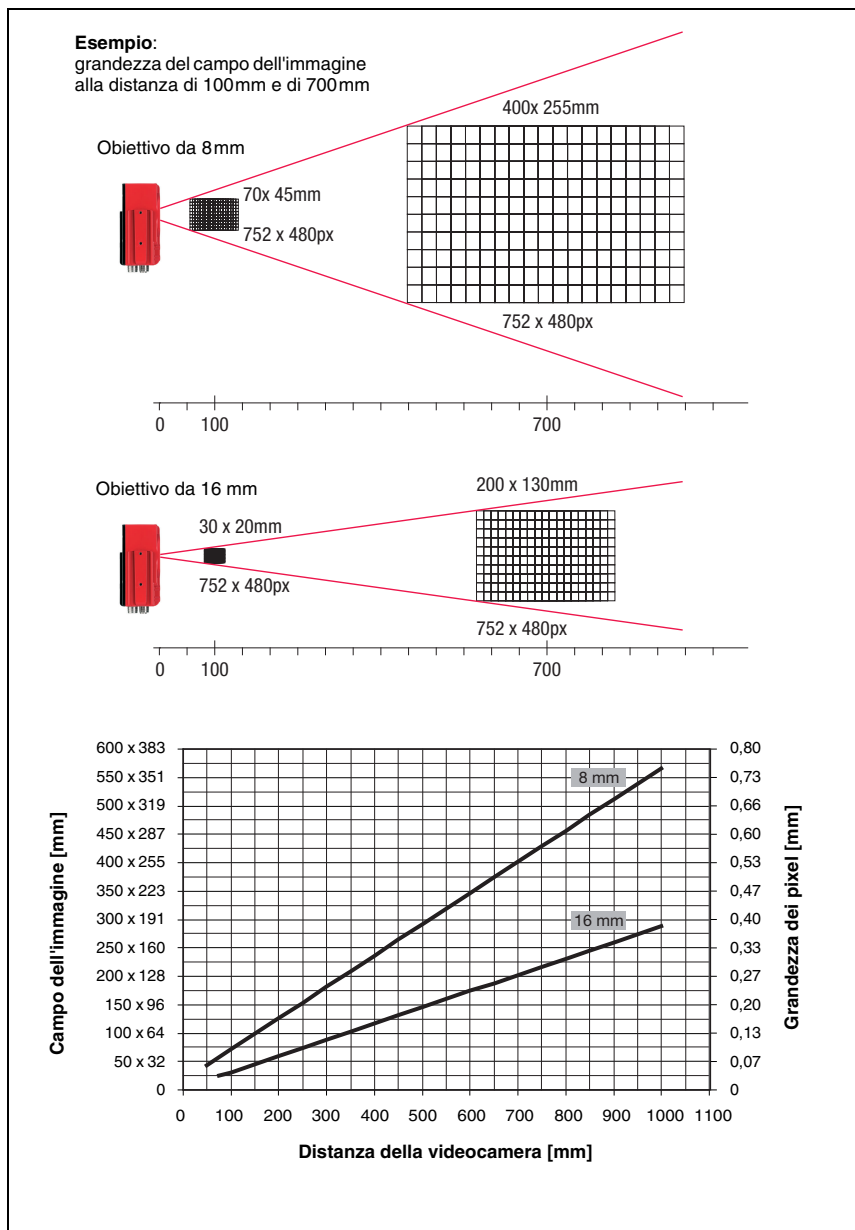 Esempio:
grandezza del campo dell'immagine
alla distanza di 100mm e di 700mm
400x 255mm
Obiettivo da 8mm
70x 45mm
752 x 480px
752 x 480px
0 100 700
Obiettivo da 16 mm
200 x 130mm
30 x 20mm
752 x 480px
752 x 480px
0 100 700
Campo dell'immagine [mm]
600 x 383
550 x 351
500 x 319
450 x 287
400 x 255
350 x 223
300 x 191
250 x 160
200 x 128
150 x 96
100 x 64
50 x 32
0
8 mm
16 mm
0,80
0,73
0,66
0,60
0,53
0,47
0,40
0,33
0,27
0,20
0,13
0,07
0
Grandezza dei pixel [mm]
0 100 200 300 400 500 600 700 800 900 1000 1100
Distanza della videocamera [mm]